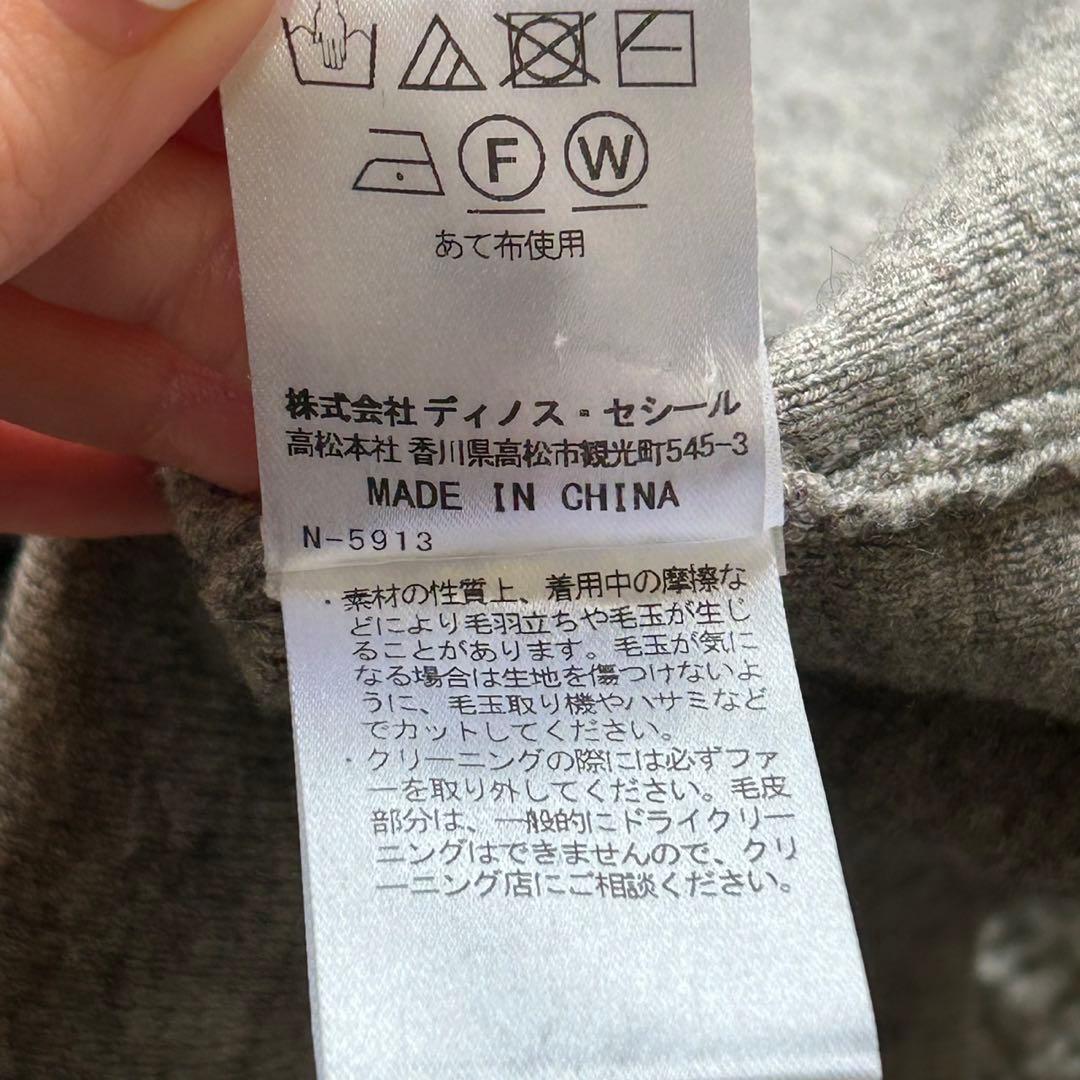 F W
あて布使用
株式会社 ディノス・セシール
高松本社 香川県高松市観光町545-3
MADE IN CHINA
N-5913
・素材の性質上、着用中の摩擦な
どにより毛羽立ちや毛玉が生じ
ることがあります。毛玉が気に
なる場合は生地を傷つけないよ
うに、毛玉取り機やハサミなど
でカットしてください。
・クリーニングの際には必ずファ
ーを取り外してください。毛皮
部分は、一般的にドライクリー
ニングはできませんので、クリ
ーニング店にご相談ください。